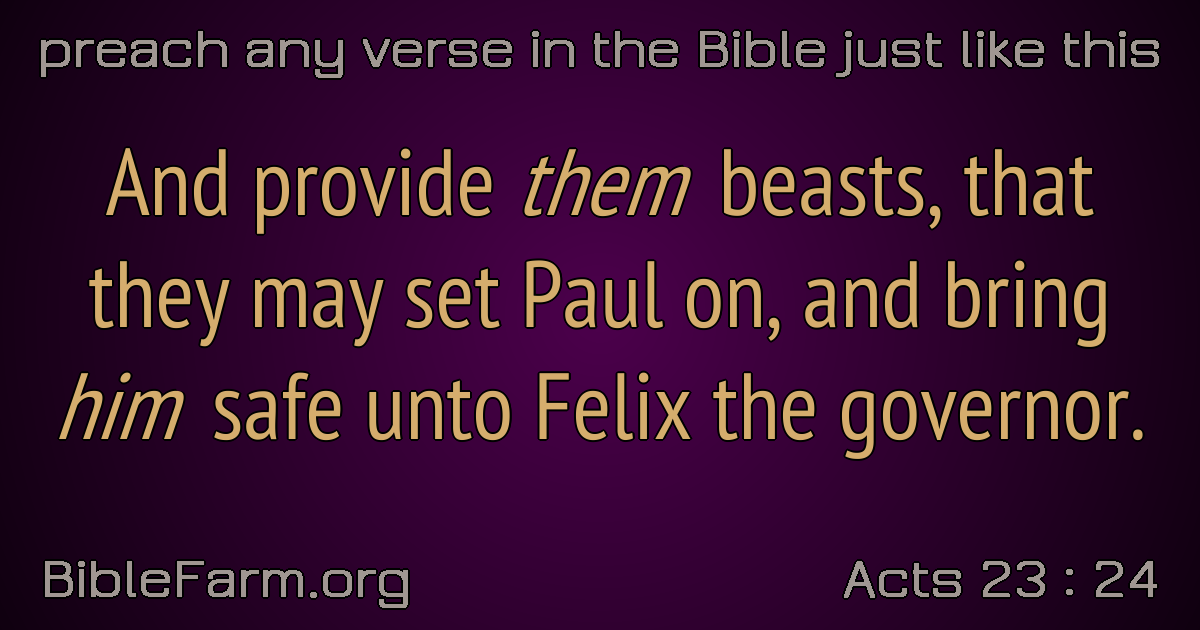 preach any verse in the Bible just like this
And provide them beasts, that
they may set Paul on, and bring
him safe unto Felix the governor.
BibleFarm.org
Acts 23 : 24